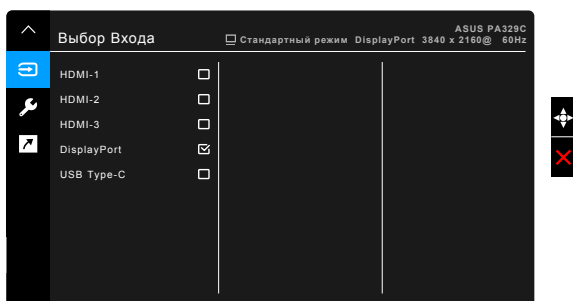 ASUS PA329C
Выбор Входа
Стандартный режим DisplayPort 3840 x 2160@ 60Hz
HDMI-1
HDMI-2
HDMI-3
DisplayPort
USB Type-C